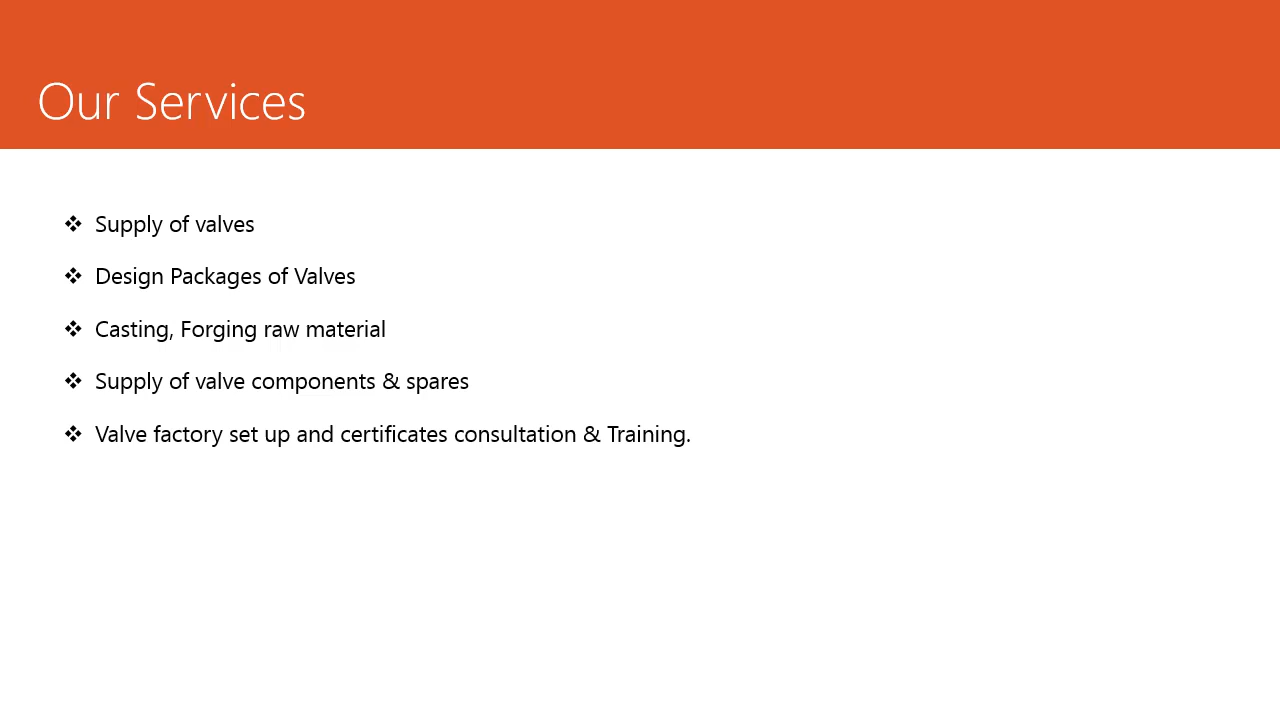 Our Services
❖ Supply of valves
❖ Design Packages of Valves
❖ Casting, Forging raw material
❖ Supply of valve components & spares
❖ Valve factory set up and certificates consultation & Training.